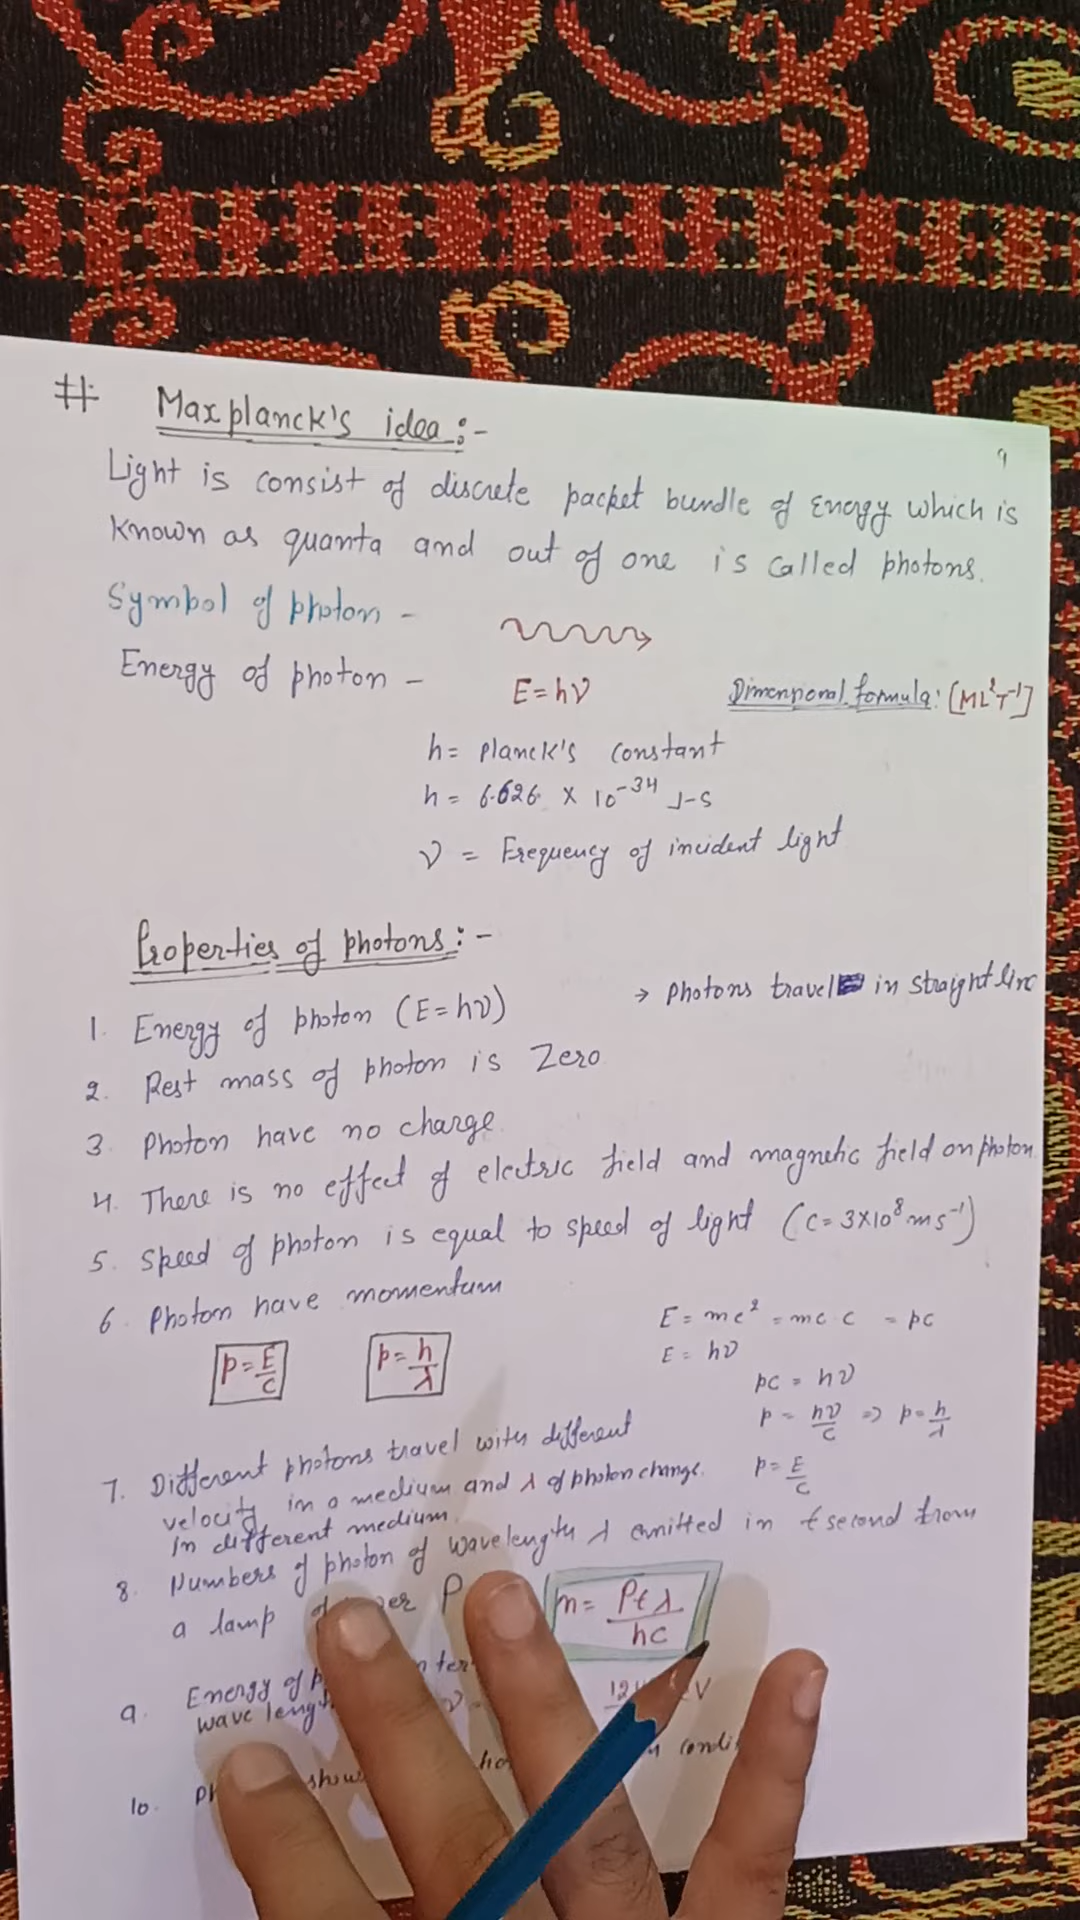 # Maxplanck's idea :-
9
Light is consist of discrete packet bundle of Energy which is
known as quanta and out of one is called photons.
Symbol of photon -
Energy of photon - E = hν Dimensional formula : [ML²T⁻¹]
h = Planck's constant
h = 6.626 × 10⁻³⁴ J-S
ν = Frequency of incident light
Properties of photons : -
1. Energy of photon (E = hν) → photons travel in straight line
2. Rest mass of photon is Zero
3. Photon have no charge
4. There is no effect of electric field and magnetic field on photon
5. Speed of photon is equal to speed of light (C = 3×10⁸ ms⁻¹)
6. Photon have momentum
p = E/C p = h/λ
E = mc² = mc. c = pc
E = hν
pc = hν
p = hν/c ⇒ p = h/λ
p = E/c
7. Different photons travel with different
velocity in a medium and λ of photon change.
in different medium.
8. Numbers of photon of wavelength λ emitted in t second from
a lamp P n = Ptλ/hC
9. Energy of
wave ν V
10. show